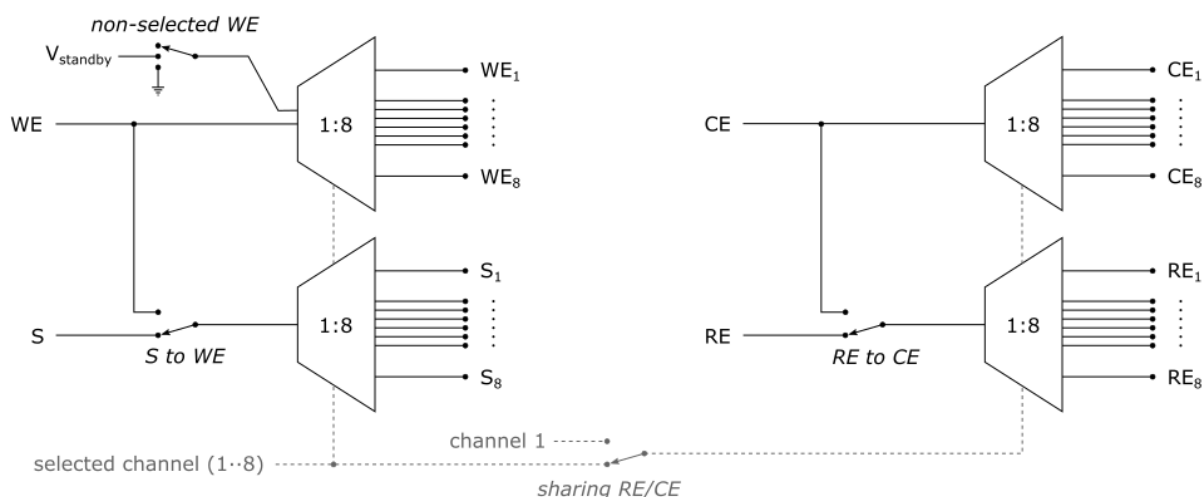 non-selected WE
Vstandby
WE
1:8
WE1
WE8
CE
1:8
CE1
CE8
S
S to WE
1:8
S1
S8
RE
RE to CE
1:8
RE1
RE8
channel 1
selected channel (1··8)
sharing RE/CE